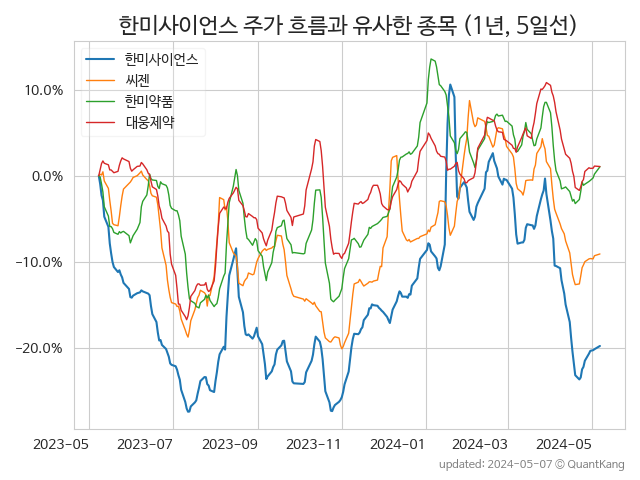 한미사이언스 주가 흐름과 유사한 종목 (1년, 5일선)
한미사이언스
씨젠
한미약품
대웅제약
10.0%
0.0%
−10.0%
−20.0%
2023-05 2023-07 2023-09 2023-11 2024-01 2024-03 2024-05
updated: 2024-05-07 © QuantKang